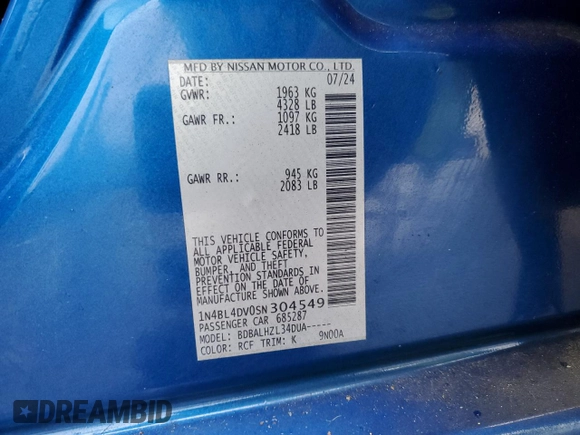 MFD BY NISSAN MOTOR CO., LTD.
DATE: 07/24
GVWR: 1963 KG
4328 LB
GAWR FR.: 1097 KG
2418 LB
GAWR RR.: 945 KG
2083 LB
THIS VEHICLE CONFORMS TO
ALL APPLICABLE FEDERAL
MOTOR VEHICLE SAFETY,
BUMPER, AND THEFT
PREVENTION STANDARDS IN
EFFECT ON THE DATE OF
MANUFACTURE SHOWN ABOVE.
1N4BL4DV0SN304549
PASSENGER CAR 685287
MODEL: BDBALHZL34DUA-----
COLOR: RCF TRIM: K 9N00A
DREAMBID